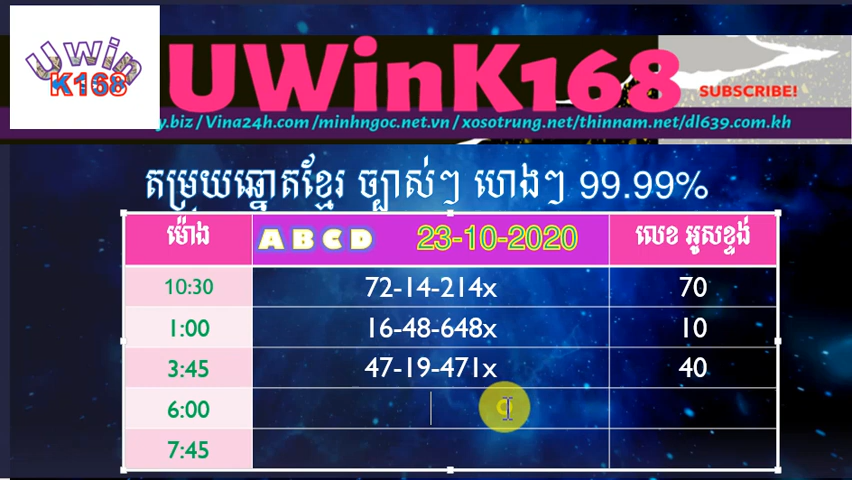 Uwin
K168
UWinK168
SUBSCRIBE!
y.biz/Vina24h.com/minhngoc.net.vn/xosotrung.net/thinnam.net/dl639.com.kh
តម្រុយឆ្នោតខ្មែរ ច្បាស់ៗ ហេងៗ 99.99%
ម៉ោង ABCD 23-10-2020 លេខ អូសខ្ទង់
10:30 72-14-214x 70
1:00 16-48-648x 10
3:45 47-19-471x 40
6:00
7:45